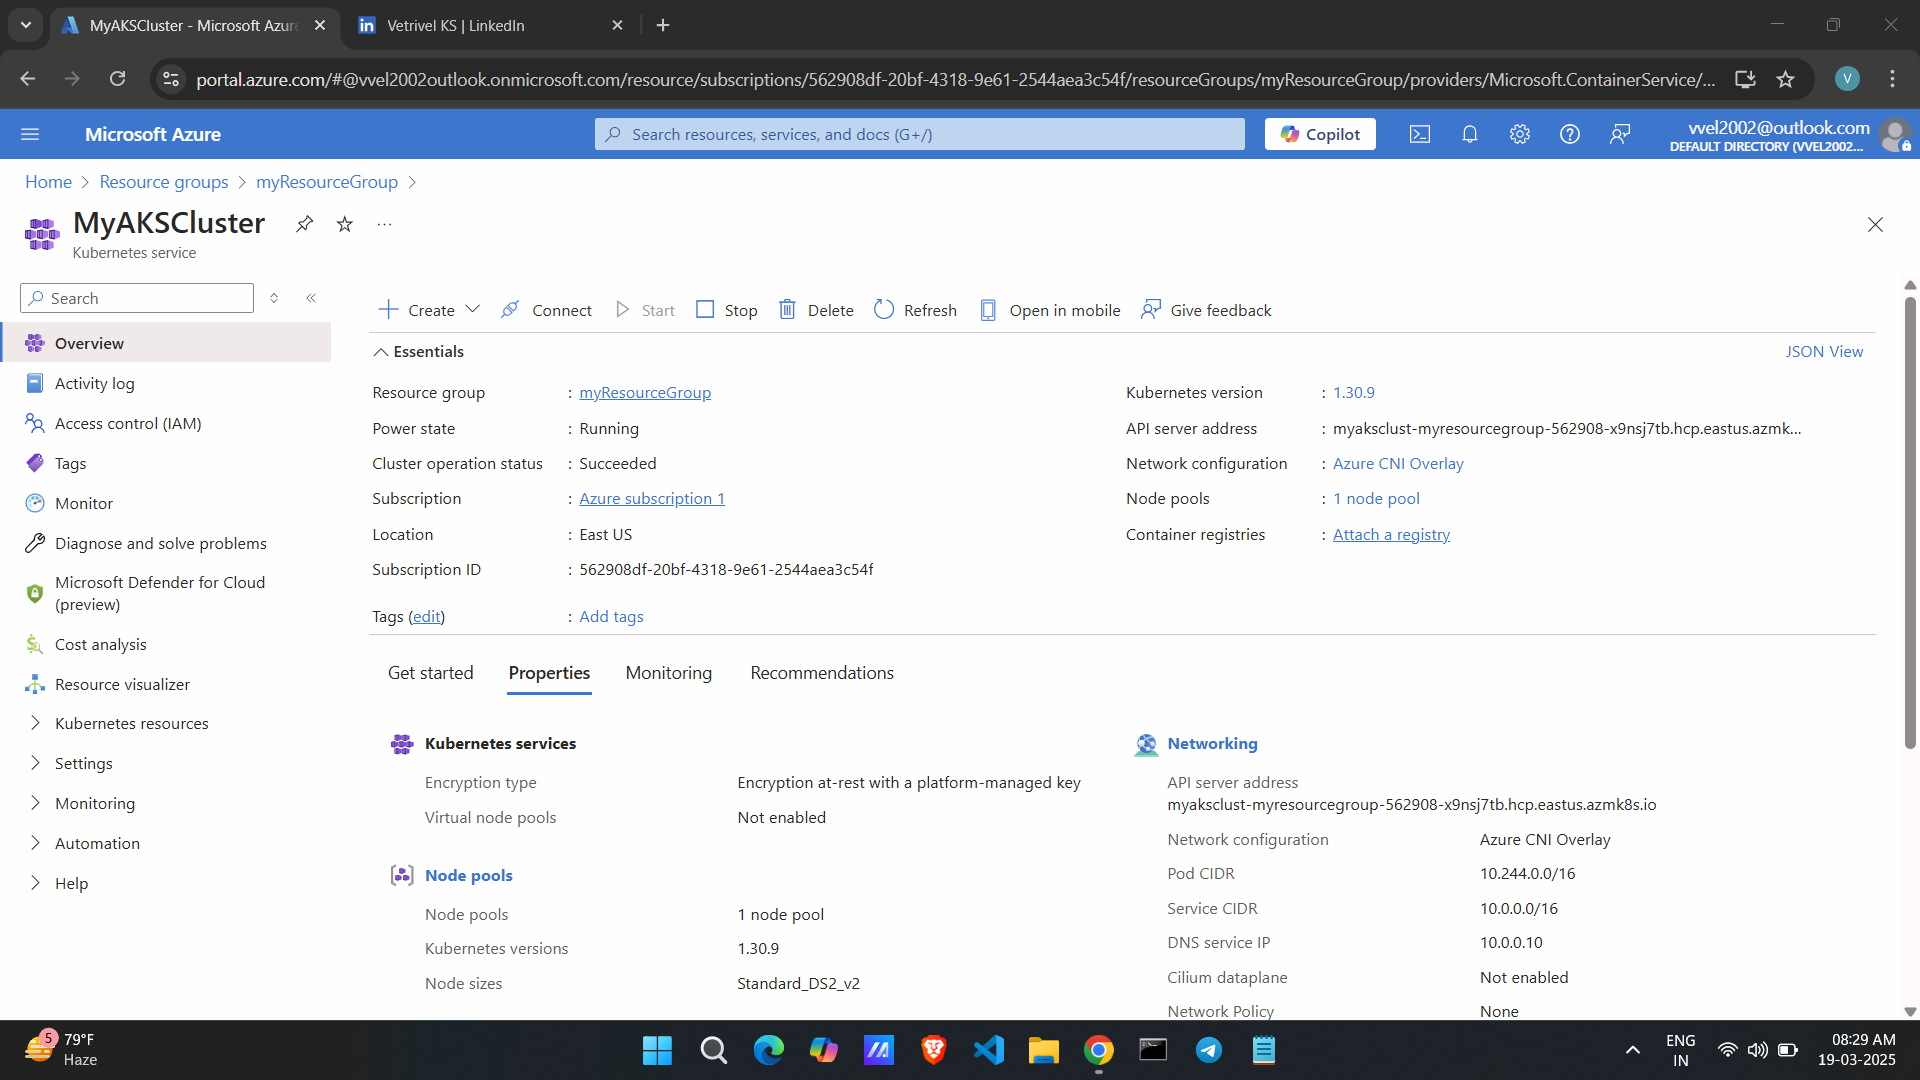 MyAKSCluster - Microsoft Azure
Vetrivel KS | LinkedIn
portal.azure.com/#@vvel2002outlook.onmicrosoft.com/resource/subscriptions/562908df-20bf-4318-9e61-2544aea3c54f/resourceGroups/myResourceGroup/providers/Microsoft.ContainerService/...
V
Microsoft Azure
Search resources, services, and docs (G+/)
Copilot
vvel2002@outlook.com
DEFAULT DIRECTORY (VVEL2002...
Home
Resource groups
myResourceGroup
MyAKSCluster
Kubernetes service
Search
Overview
Activity log
Access control (IAM)
Tags
Monitor
Diagnose and solve problems
Microsoft Defender for Cloud
(preview)
Cost analysis
Resource visualizer
Kubernetes resources
Settings
Monitoring
Automation
Help
Create
Connect
Start
Stop
Delete
Refresh
Open in mobile
Give feedback
Essentials
JSON View
Resource group : myResourceGroup
Power state : Running
Cluster operation status : Succeeded
Subscription : Azure subscription 1
Location : East US
Subscription ID : 562908df-20bf-4318-9e61-2544aea3c54f
Tags (edit) : Add tags
Kubernetes version : 1.30.9
API server address : myaksclust-myresourcegroup-562908-x9nsj7tb.hcp.eastus.azmk...
Network configuration : Azure CNI Overlay
Node pools : 1 node pool
Container registries : Attach a registry
Get started
Properties
Monitoring
Recommendations
Kubernetes services
Encryption type Encryption at-rest with a platform-managed key
Virtual node pools Not enabled
Node pools
Node pools 1 node pool
Kubernetes versions 1.30.9
Node sizes Standard_DS2_v2
Networking
API server address
myaksclust-myresourcegroup-562908-x9nsj7tb.hcp.eastus.azmk8s.io
Network configuration Azure CNI Overlay
Pod CIDR 10.244.0.0/16
Service CIDR 10.0.0.0/16
DNS service IP 10.0.0.10
Cilium dataplane Not enabled
Network Policy None
5
79°F
Haze
ENG
IN
08:29 AM
19-03-2025